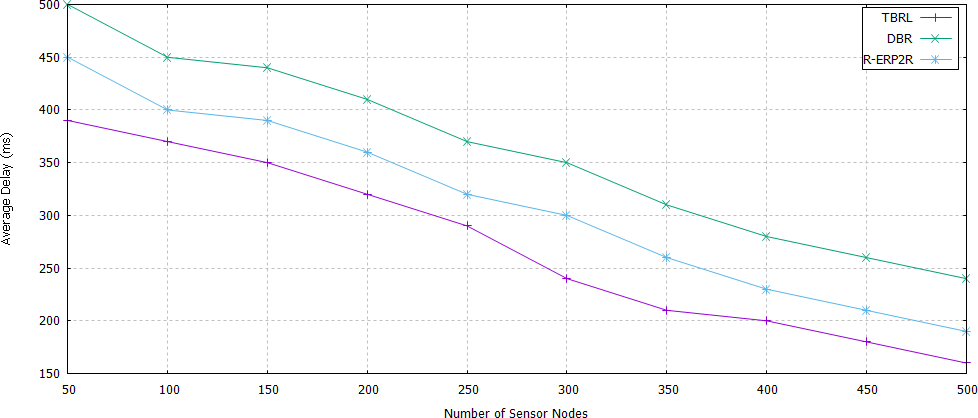 500
450
400
350
300
250
200
150
Average Delay (ms)
TBRL
DBR
R-ERP2R
50 100 150 200 250 300 350 400 450 500
Number of Sensor Nodes